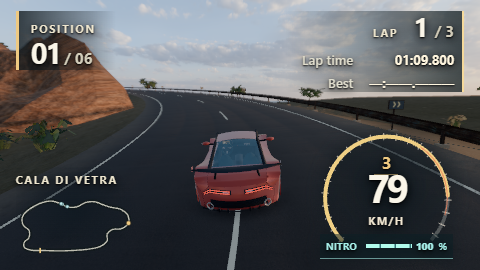 POSITION
01 / 06
LAP 1 / 3
Lap time 01:09.800
Best --:--.---
CALA DI VETRA
3
79
KM/H
NITRO 100 %